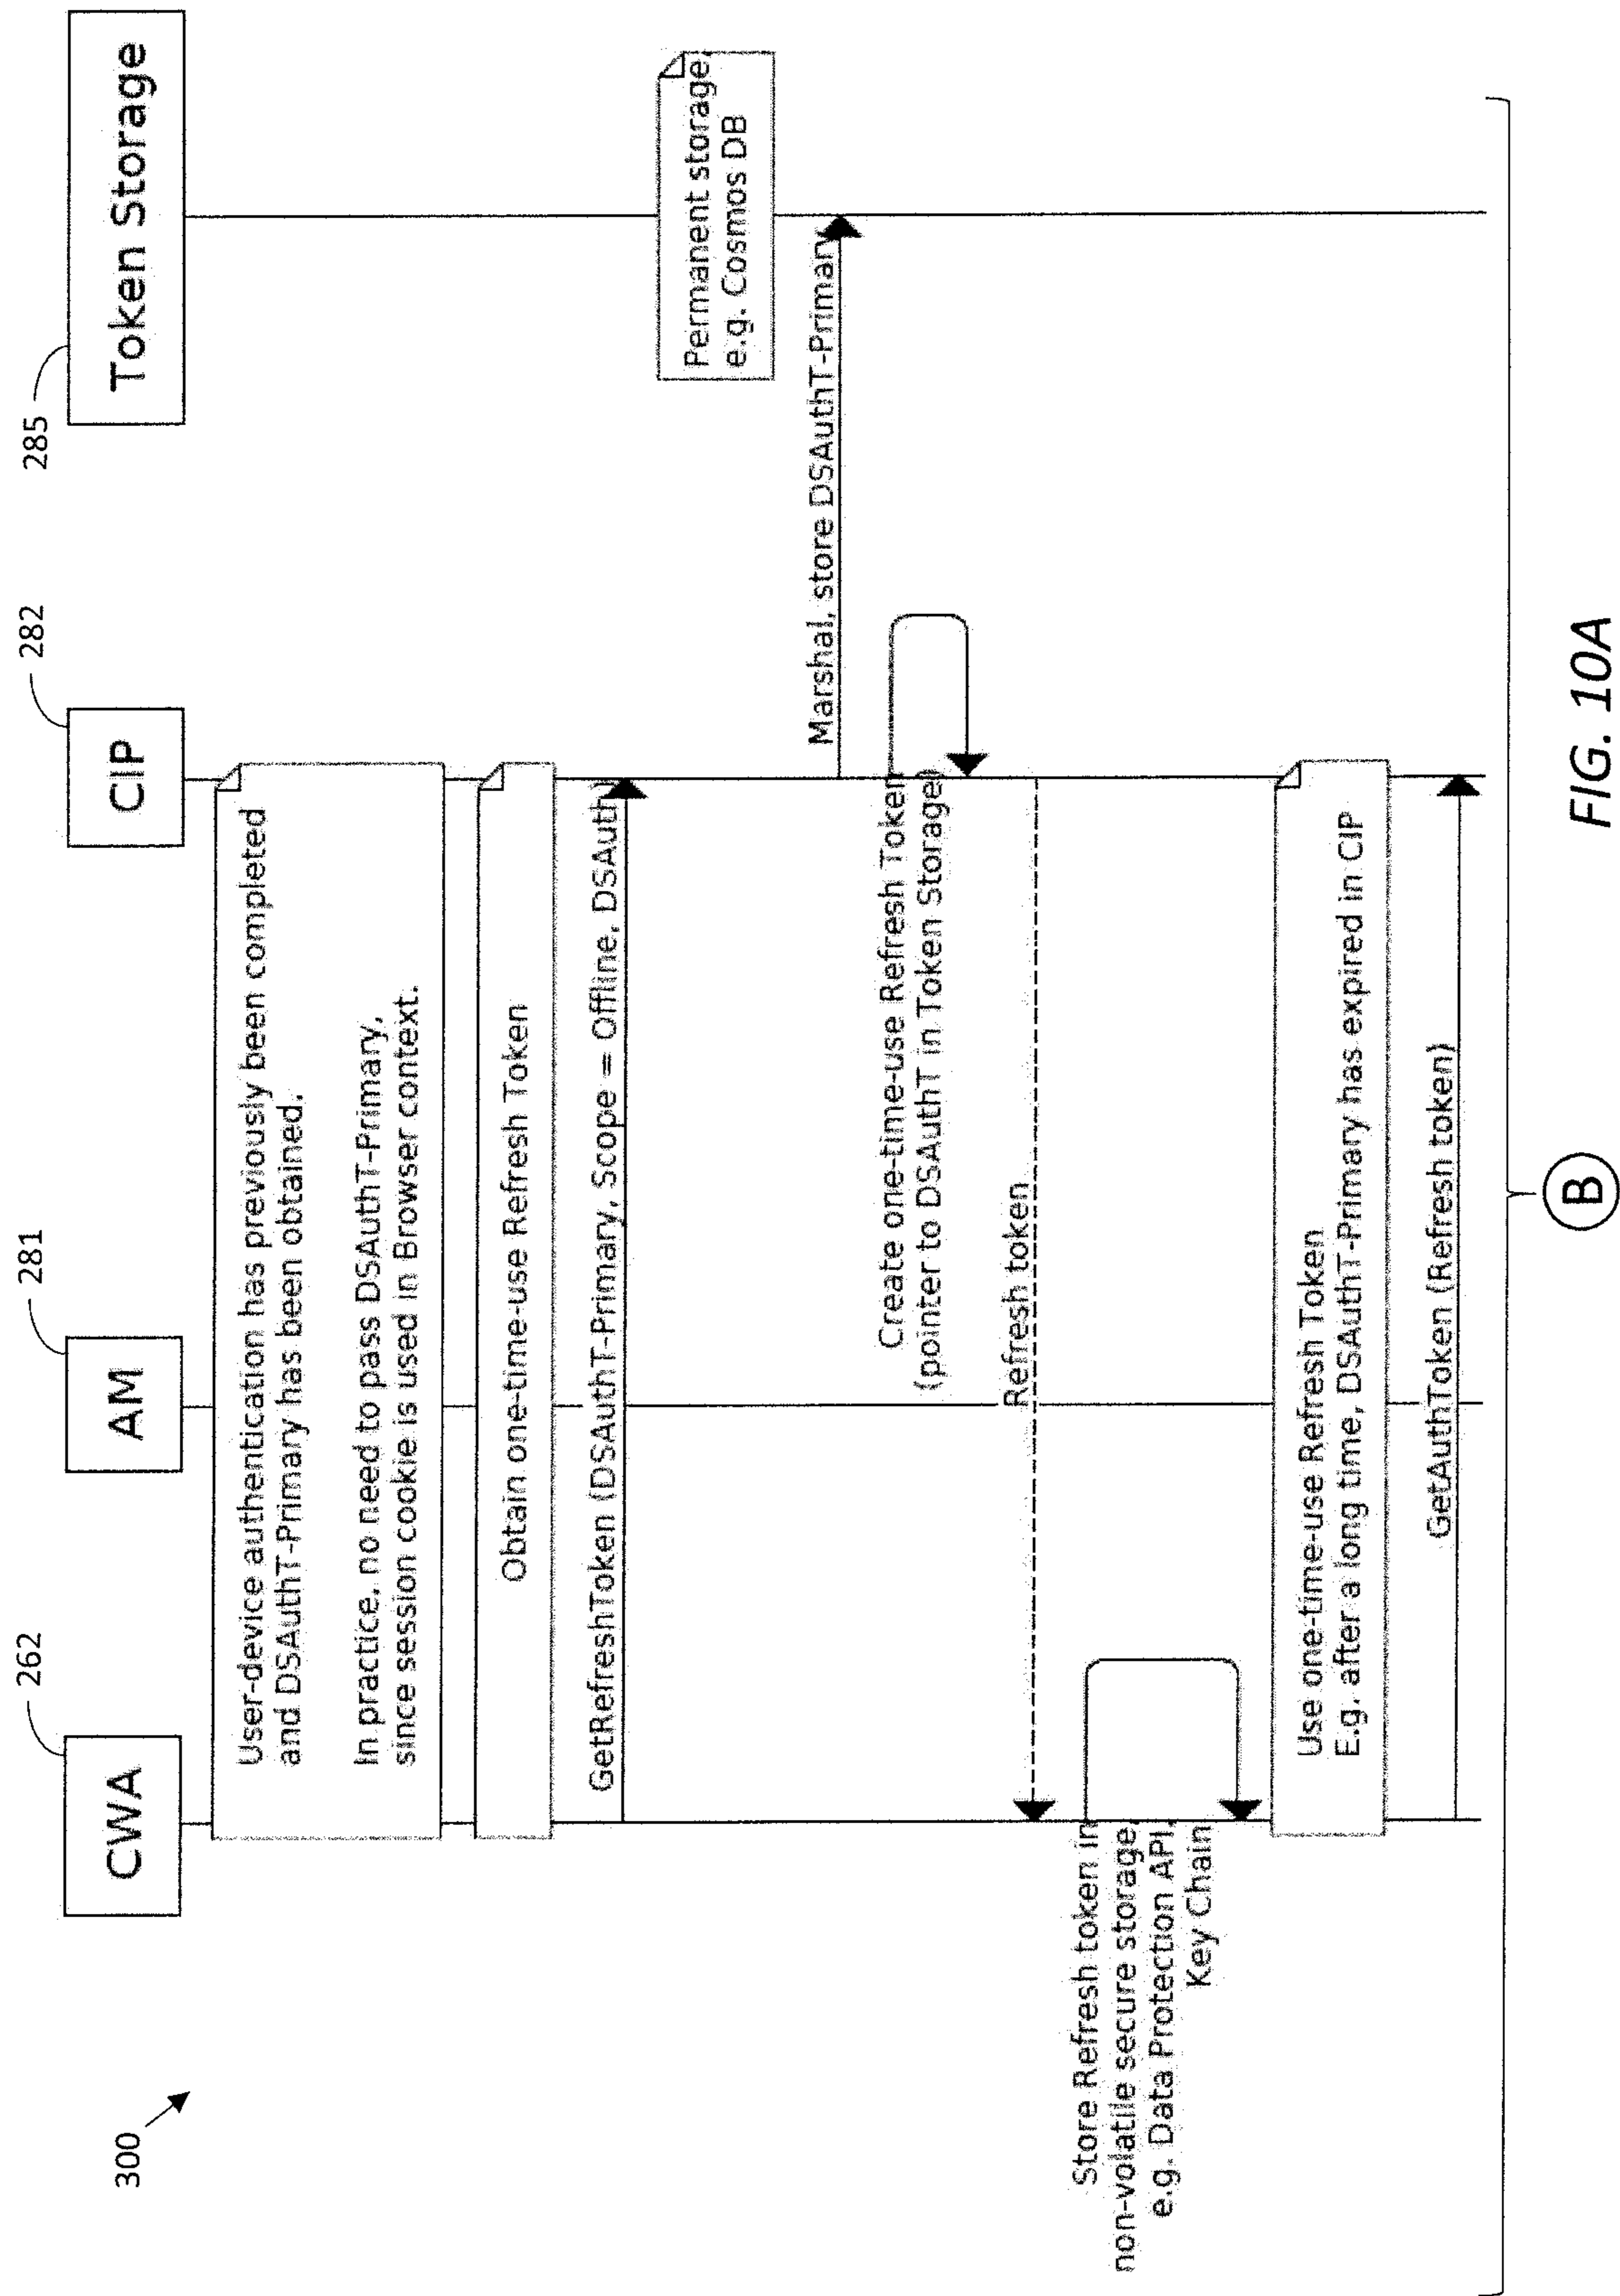 300
262
281
282
285
CWA
AM
CIP
Token Storage
User-device authentication has previously been completed
and DSAuthT-Primary has been obtained.
In practice, no need to pass DSAuthT-Primary,
since session cookie is used in Browser context.
Obtain one-time-use Refresh Token
GetRefreshToken (DSAuthT-Primary, Scope = Offline, DSAuth)
Permanent storage,
e.g. Cosmos DB
Marshal, store DSAuthT-Primary
Create one-time-use Refresh Token
(pointer to DSAuthT in Token Storage)
Refresh token
Store Refresh token in
non-volatile secure storage,
e.g. Data Protection API,
Key Chain
Use one-time-use Refresh Token
E.g. after a long time, DSAuthT-Primary has expired in CIP
GetAuthToken (Refresh token)
B
FIG. 10A